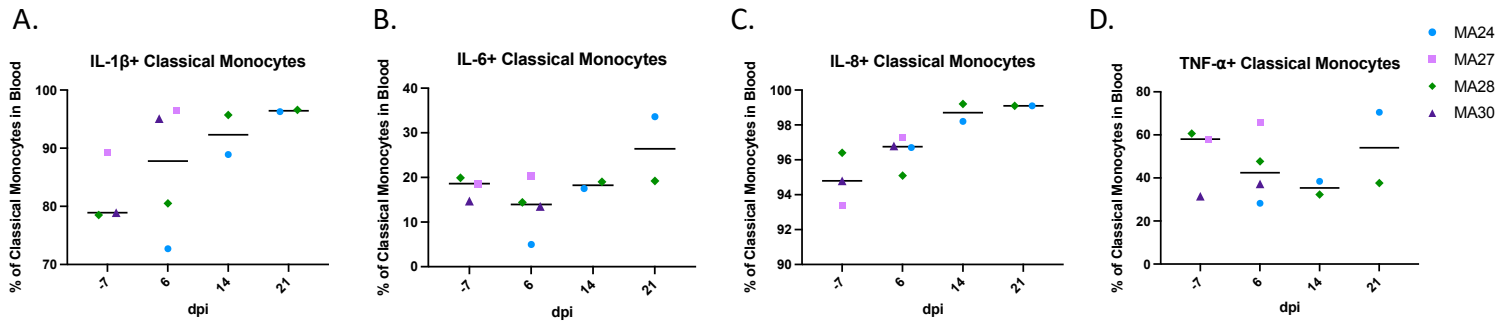 A.
IL-1β+ Classical Monocytes
% of Classical Monocytes in Blood
100
90
80
70
-7
6
14
21
dpi
B.
IL-6+ Classical Monocytes
% of Classical Monocytes in Blood
40
30
20
10
0
-7
6
14
21
dpi
C.
IL-8+ Classical Monocytes
% of Classical Monocytes in Blood
100
98
96
94
92
90
-7
6
14
21
dpi
D.
TNF-α+ Classical Monocytes
% of Classical Monocytes in Blood
80
60
40
20
0
-7
6
14
21
dpi
MA24
MA27
MA28
MA30